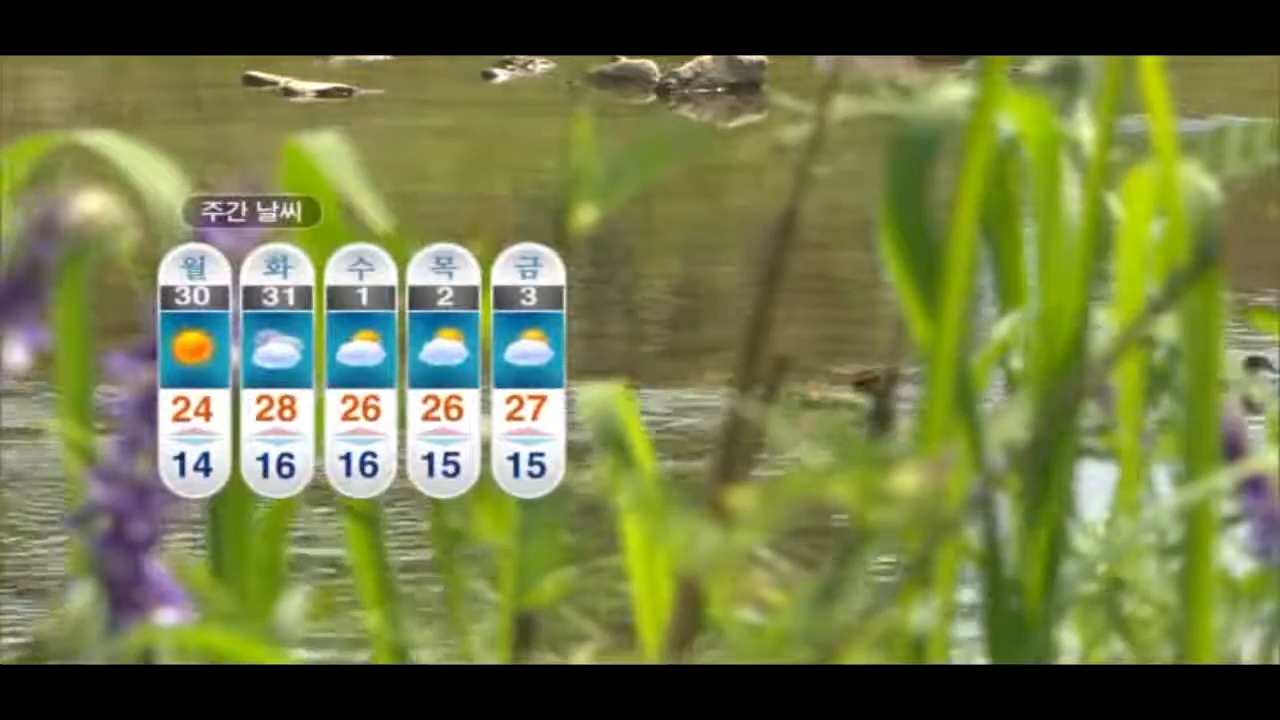 주간 날씨
월 화 수 목 금
30 31 1 2 3
24 28 26 26 27
14 16 16 15 15